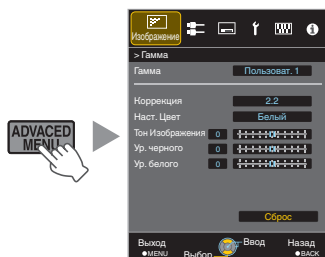 Изображение
> Гамма
Гамма Пользоват. 1
Коррекция 2.2
Наст. Цвет Белый
Тон Изображения 0
Ур. черного 0
Ур. белого 0
ADVACED
MENU
Сброс
Выход Ввод Назад
MENU Выбор BACK